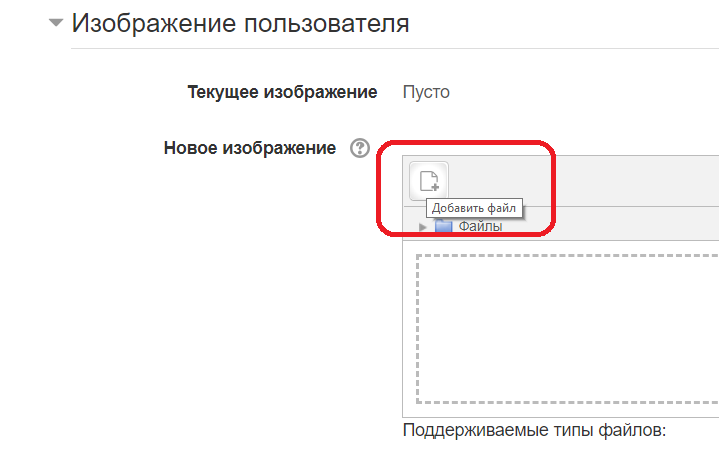 Изображение пользователя
Текущее изображение Пусто
Новое изображение
Добавить файл
Файлы
Поддерживаемые типы файлов: